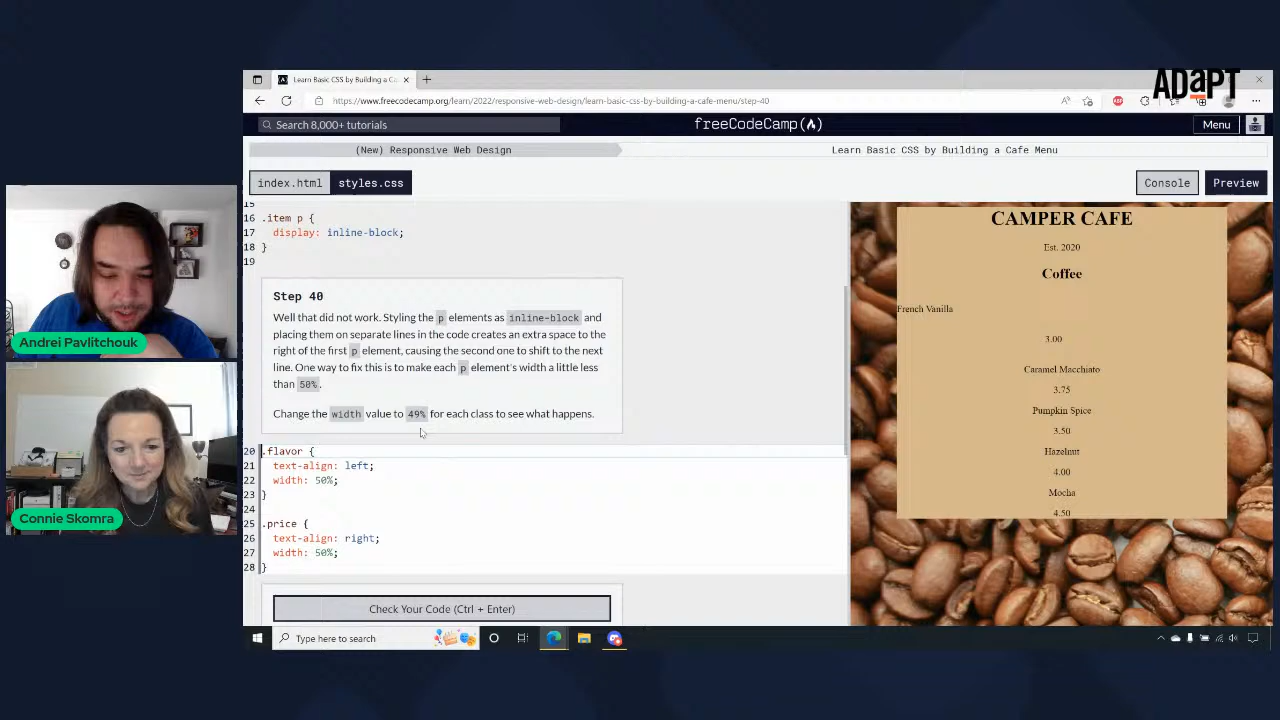 ADaPT
Learn Basic CSS by Building a Ca
https://www.freecodecamp.org/learn/2022/responsive-web-design/learn-basic-css-by-building-a-cafe-menu/step-40
Search 8,000+ tutorials
freeCodeCamp
Menu
(New) Responsive Web Design
Learn Basic CSS by Building a Cafe Menu
index.html
styles.css
Console
Preview
15
16 .item p {
17 display: inline-block;
18 }
19
Step 40
Well that did not work. Styling the p elements as inline-block and
placing them on separate lines in the code creates an extra space to the
right of the first p element, causing the second one to shift to the next
line. One way to fix this is to make each p element's width a little less
than 50%.
Change the width value to 49% for each class to see what happens.
20 .flavor {
21 text-align: left;
22 width: 50%;
23 }
24
25 .price {
26 text-align: right;
27 width: 50%;
28 }
Check Your Code (Ctrl + Enter)
CAMPER CAFE
Est. 2020
Coffee
French Vanilla
3.00
Caramel Macchiato
3.75
Pumpkin Spice
3.50
Hazelnut
4.00
Mocha
4.50
Andrei Pavlitchouk
Connie Skomra
Type here to search